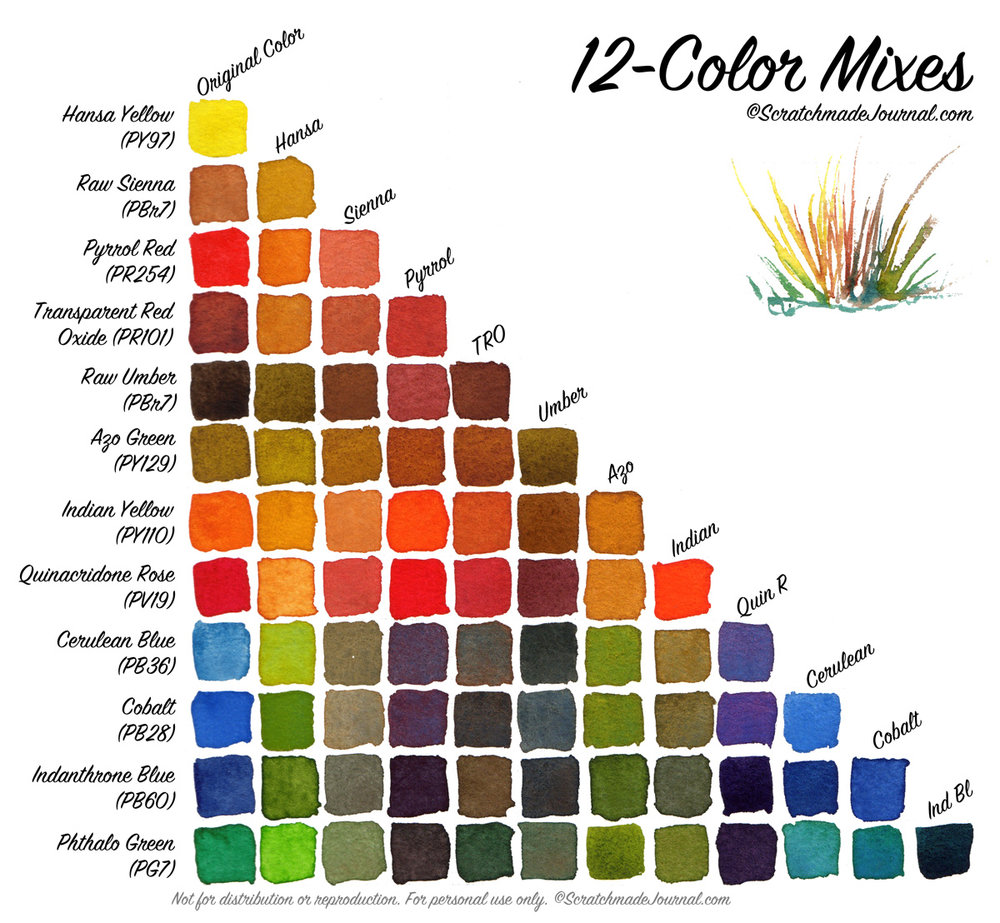 12-Color Mixes
©ScratchmadeJournal.com
Original Color
Hansa Yellow
(PY97)
Hansa
Raw Sienna
(PBr7)
Sienna
Pyrrol Red
(PR254)
Pyrrol
Transparent Red
Oxide (PR101)
TRO
Raw Umber
(PBr7)
Umber
Azo Green
(PY129)
Azo
Indian Yellow
(PY110)
Indian
Quinacridone Rose
(PV19)
Quin R
Cerulean Blue
(PB36)
Cerulean
Cobalt
(PB28)
Cobalt
Indanthrone Blue
(PB60)
Ind Bl
Phthalo Green
(PG7)
Not for distribution or reproduction. For personal use only. ©ScratchmadeJournal.com